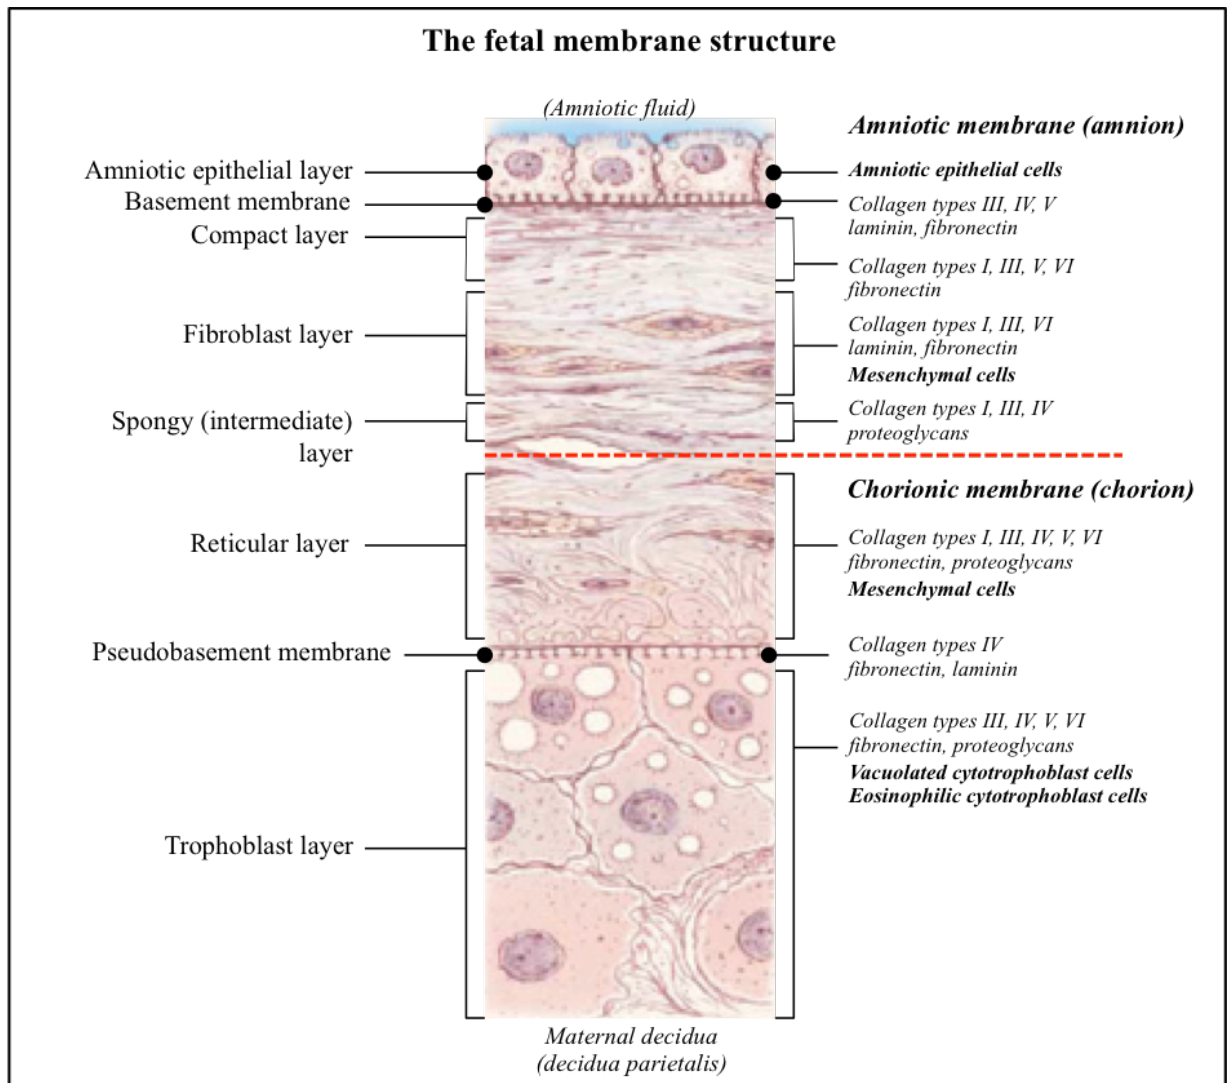 The fetal membrane structure
(Amniotic fluid)
Amniotic membrane (amnion)
Amniotic epithelial layer
Amniotic epithelial cells
Basement membrane
Collagen types III, IV, V
laminin, fibronectin
Compact layer
Collagen types I, III, V, VI
fibronectin
Fibroblast layer
Collagen types I, III, VI
laminin, fibronectin
Mesenchymal cells
Spongy (intermediate)
layer
Collagen types I, III, IV
proteoglycans
Chorionic membrane (chorion)
Reticular layer
Collagen types I, III, IV, V, VI
fibronectin, proteoglycans
Mesenchymal cells
Pseudobasement membrane
Collagen types IV
fibronectin, laminin
Trophoblast layer
Collagen types III, IV, V, VI
fibronectin, proteoglycans
Vacuolated cytotrophoblast cells
Eosinophilic cytotrophoblast cells
Maternal decidua
(decidua parietalis)